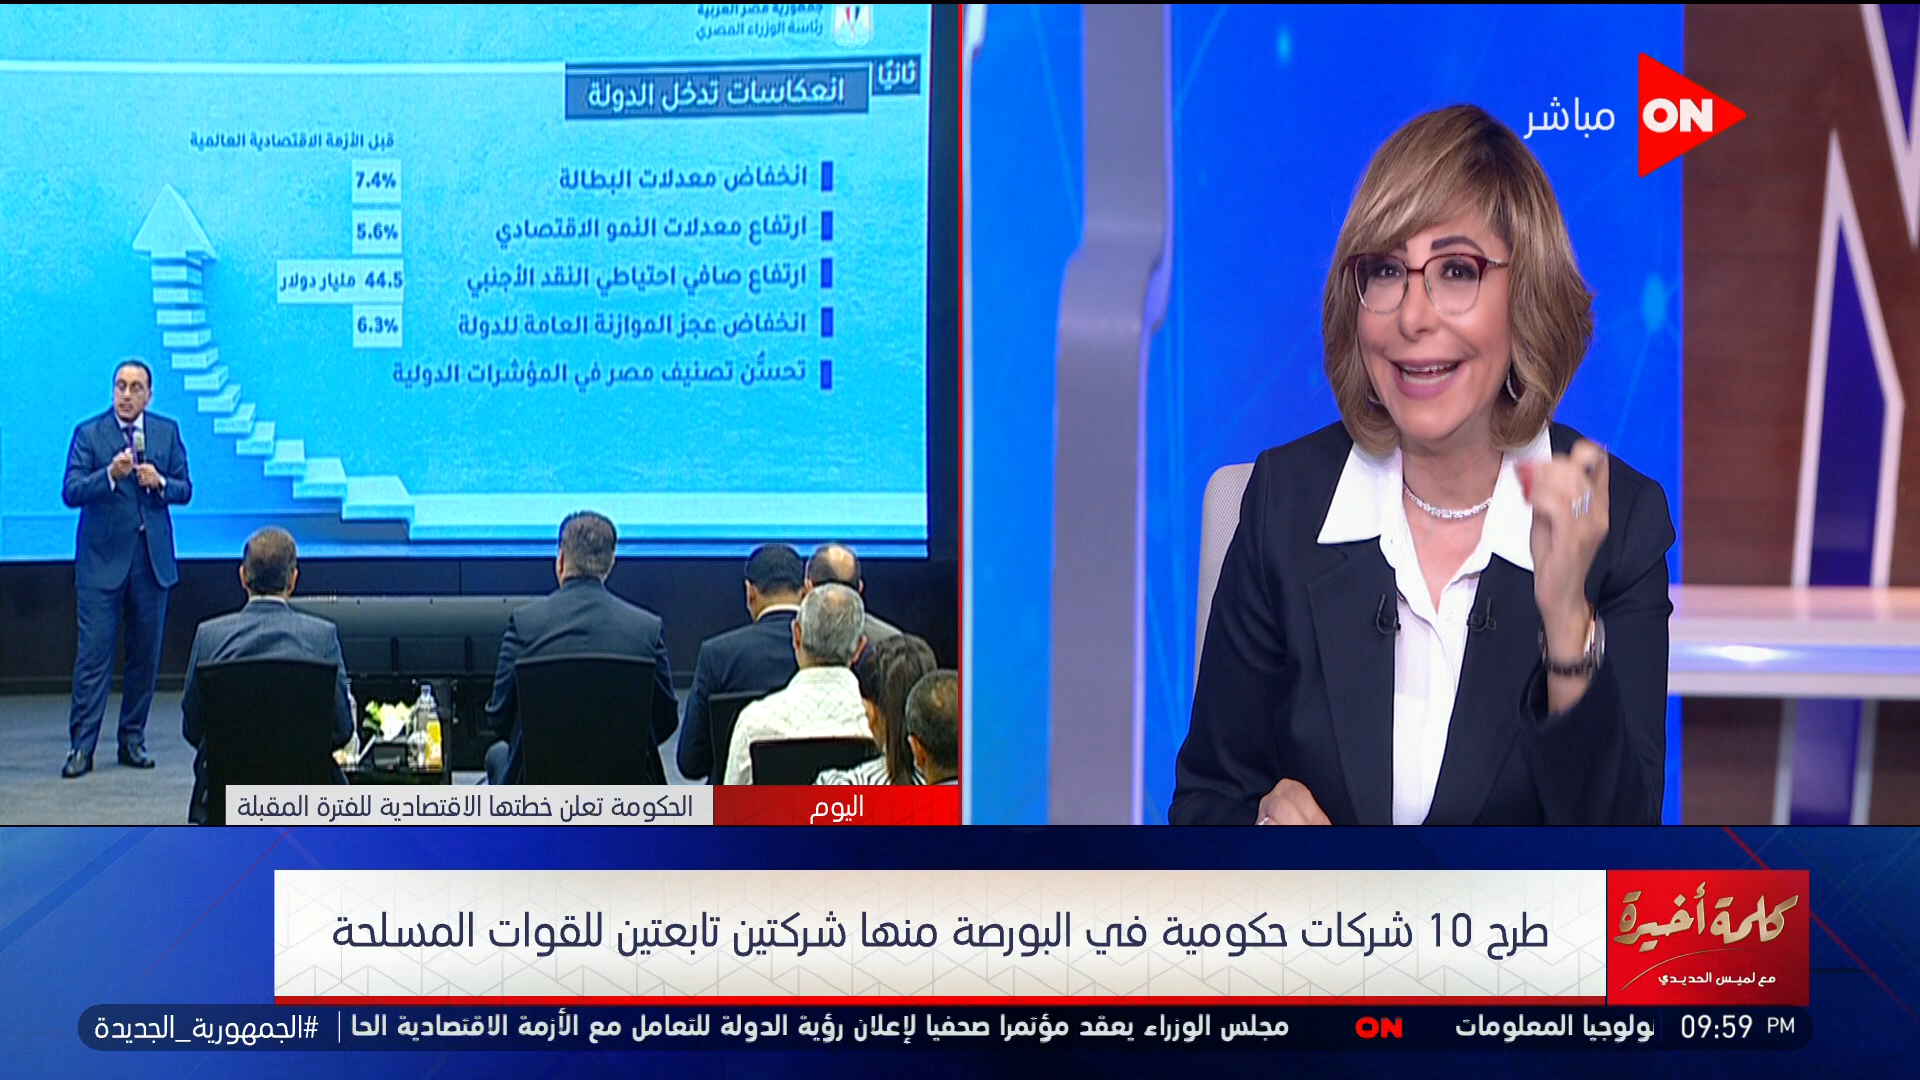 جمهورية مصر العربية
رئاسة الوزراء المصري
ثانيًا
انعكاسات تدخل الدولة
قبل الأزمة الاقتصادية العالمية
انخفاض معدلات البطالة 7.4%
ارتفاع معدلات النمو الاقتصادي 5.6%
ارتفاع صافي احتياطي النقد الأجنبي 44.5 مليار دولار
انخفاض عجز الموازنة العامة للدولة 6.3%
تحسُّن تصنيف مصر في المؤشرات الدولية
مباشر ON
اليوم الحكومة تعلن خطتها الاقتصادية للفترة المقبلة
طرح 10 شركات حكومية في البورصة منها شركتين تابعتين للقوات المسلحة
كلمة أخيرة
مع لميس الحديدي
09:59 PM
نولوجيا المعلومات ON مجلس الوزراء يعقد مؤتمرا صحفيا لإعلان رؤية الدولة للتعامل مع الأزمة الاقتصادية الحا
#الجمهورية_الجديدة